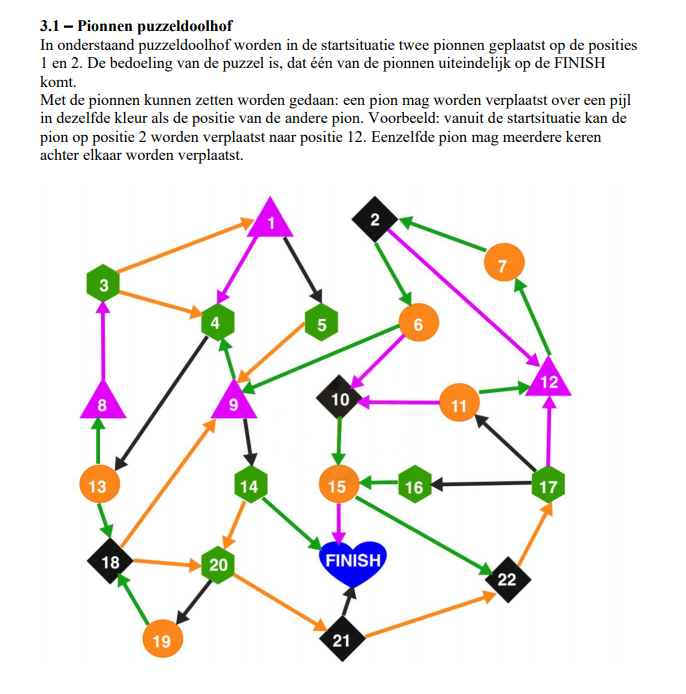 3.1 – Pionnen puzzeldoolhof
In onderstaand puzzeldoolhof worden in de startsituatie twee pionnen geplaatst op de posities
1 en 2. De bedoeling van de puzzel is, dat één van de pionnen uiteindelijk op de FINISH
komt.
Met de pionnen kunnen zetten worden gedaan: een pion mag worden verplaatst over een pijl
in dezelfde kleur als de positie van de andere pion. Voorbeeld: vanuit de startsituatie kan de
pion op positie 2 worden verplaatst naar positie 12. Eenzelfde pion mag meerdere keren
achter elkaar worden verplaatst.
1
2
7
3
4
5
6
12
8
9
10
11
13
14
15
16
17
18
20
FINISH
22
19
21